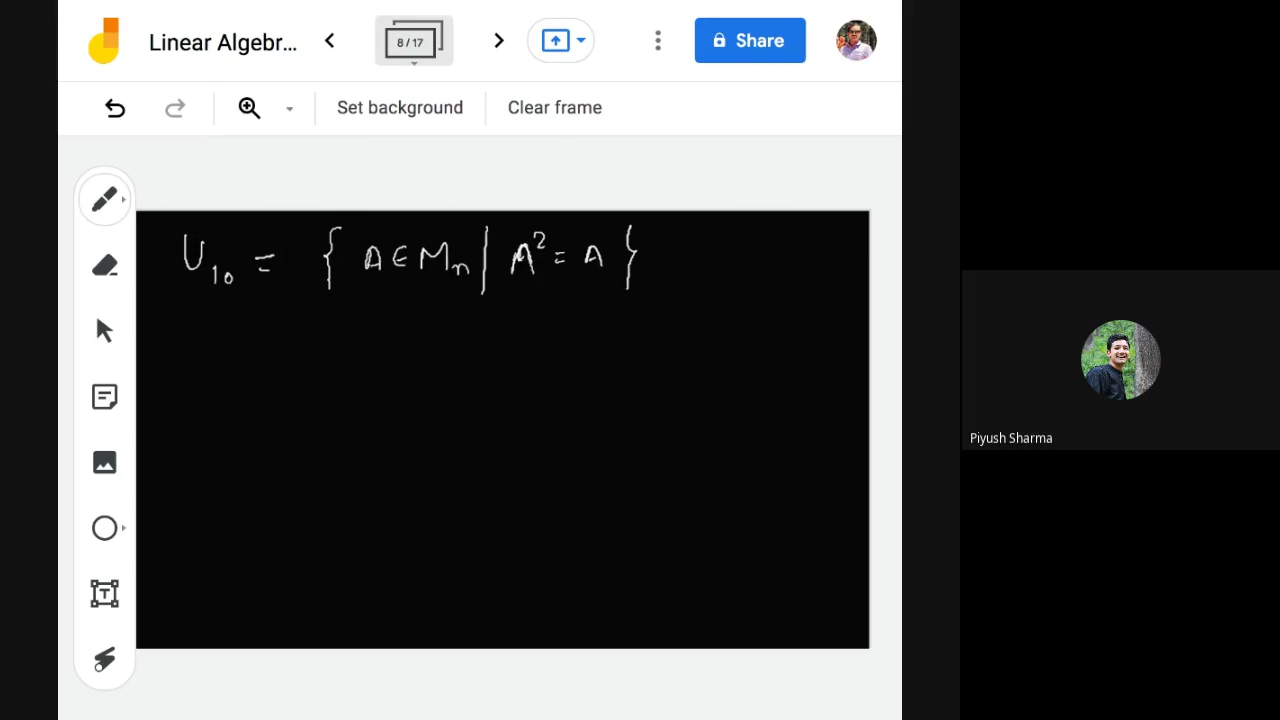 Linear Algebr...
8 / 17
Share
Set background
Clear frame
U₁₀ = { A ∈ Mₙ | A² = A }
Piyush Sharma